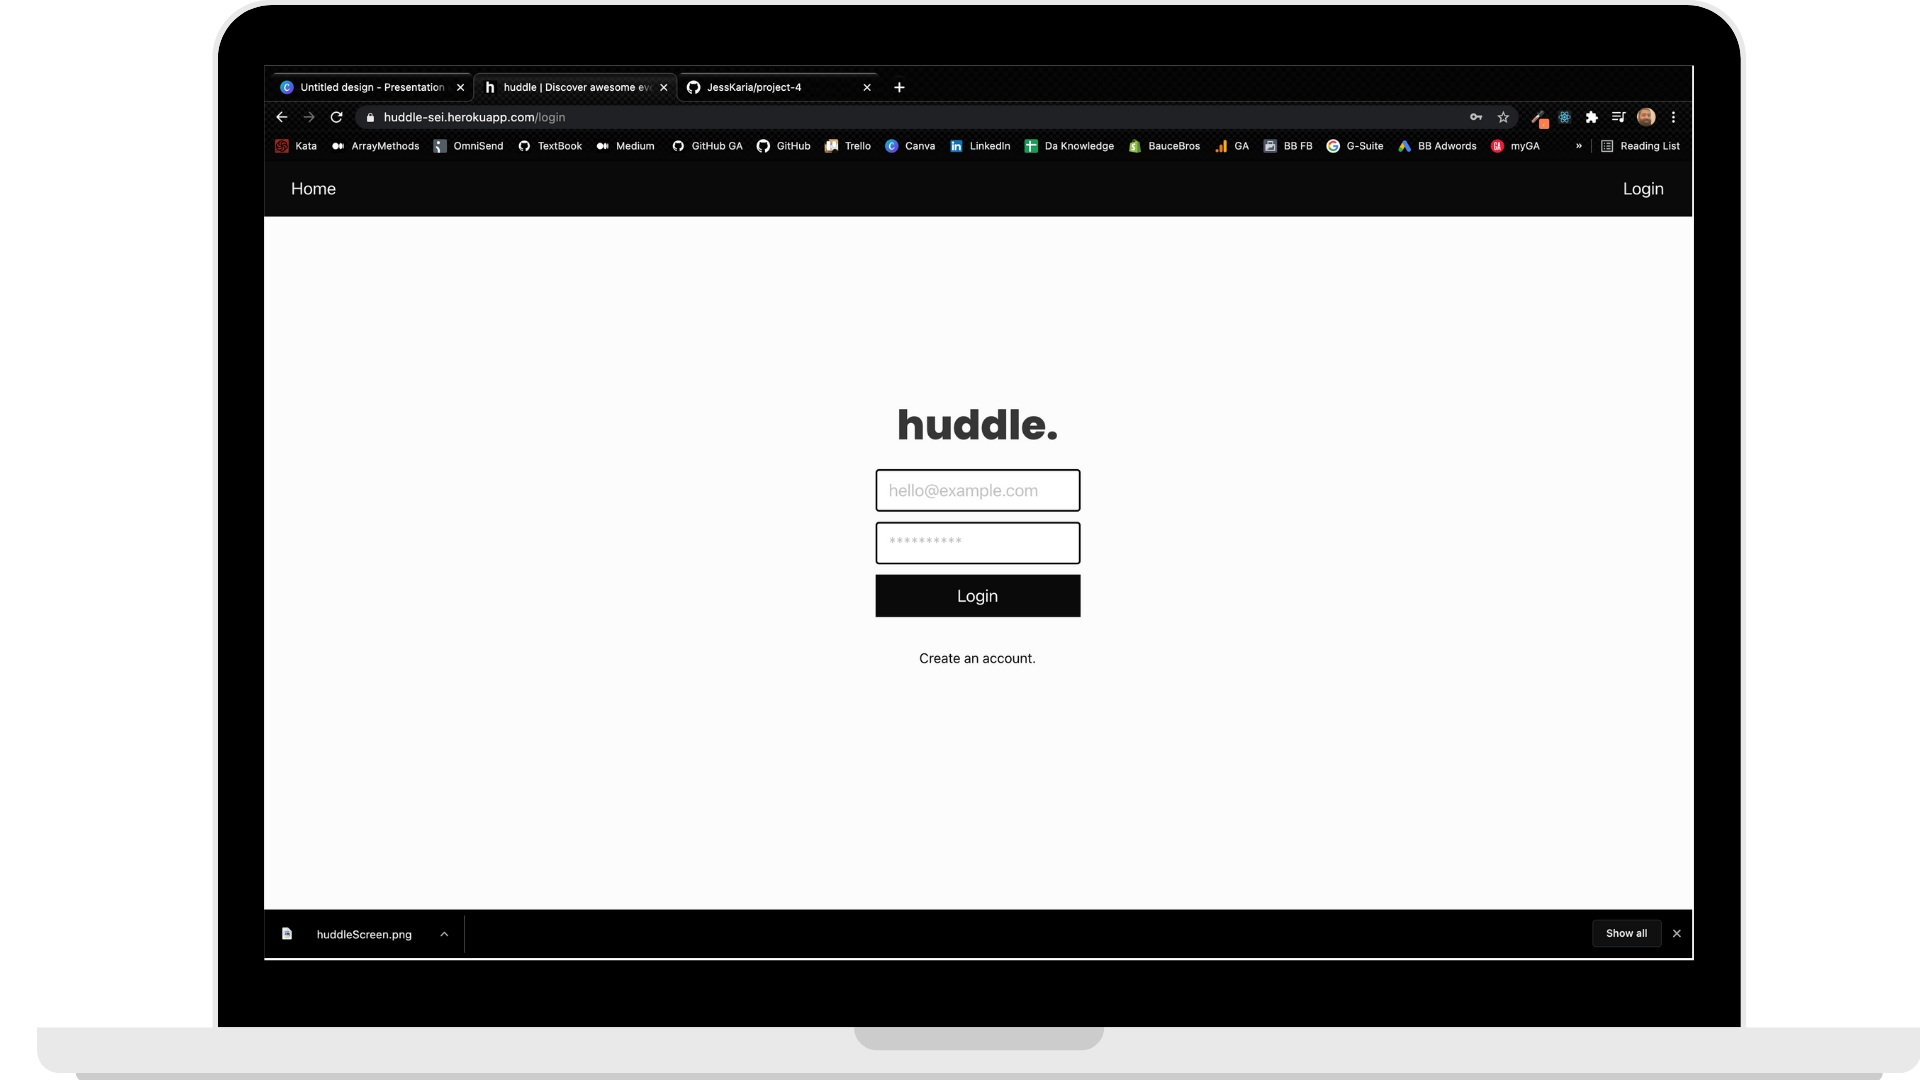 Untitled design - Presentation
huddle | Discover awesome ev
JessKaria/project-4
huddle-sei.herokuapp.com/login
Kata ArrayMethods OmniSend TextBook Medium GitHub GA GitHub Trello Canva LinkedIn Da Knowledge BauceBros GA BB FB G-Suite BB Adwords myGA » Reading List
Home
Login
huddle.
hello@example.com
**********
Login
Create an account.
huddleScreen.png
Show all